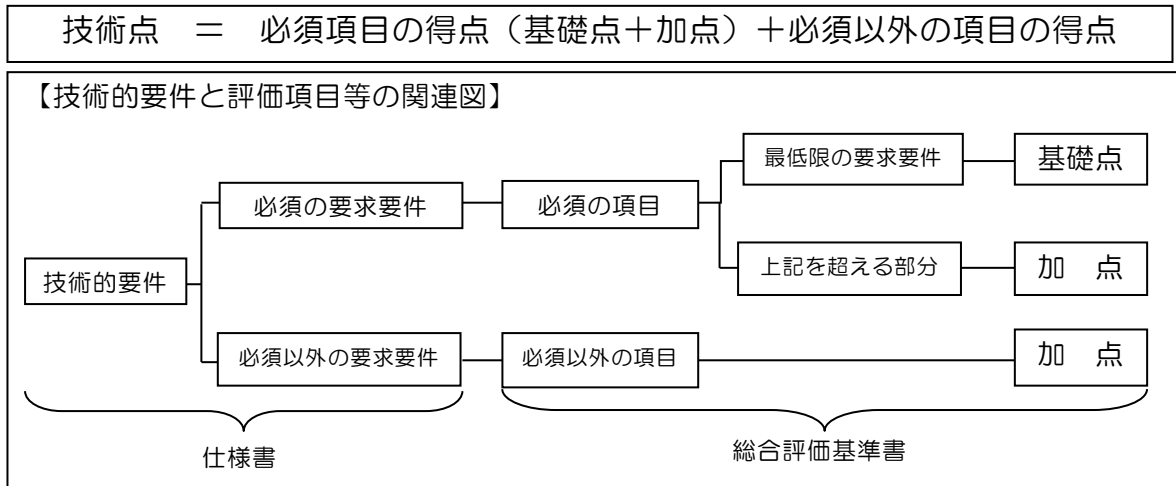 技術点　＝　必須項目の得点（基礎点＋加点）＋必須以外の項目の得点
【技術的要件と評価項目等の関連図】
最低限の要求要件
基礎点
必須の要求要件
必須の項目
上記を超える部分
加　点
技術的要件
必須以外の要求要件
必須以外の項目
加　点
仕様書
総合評価基準書